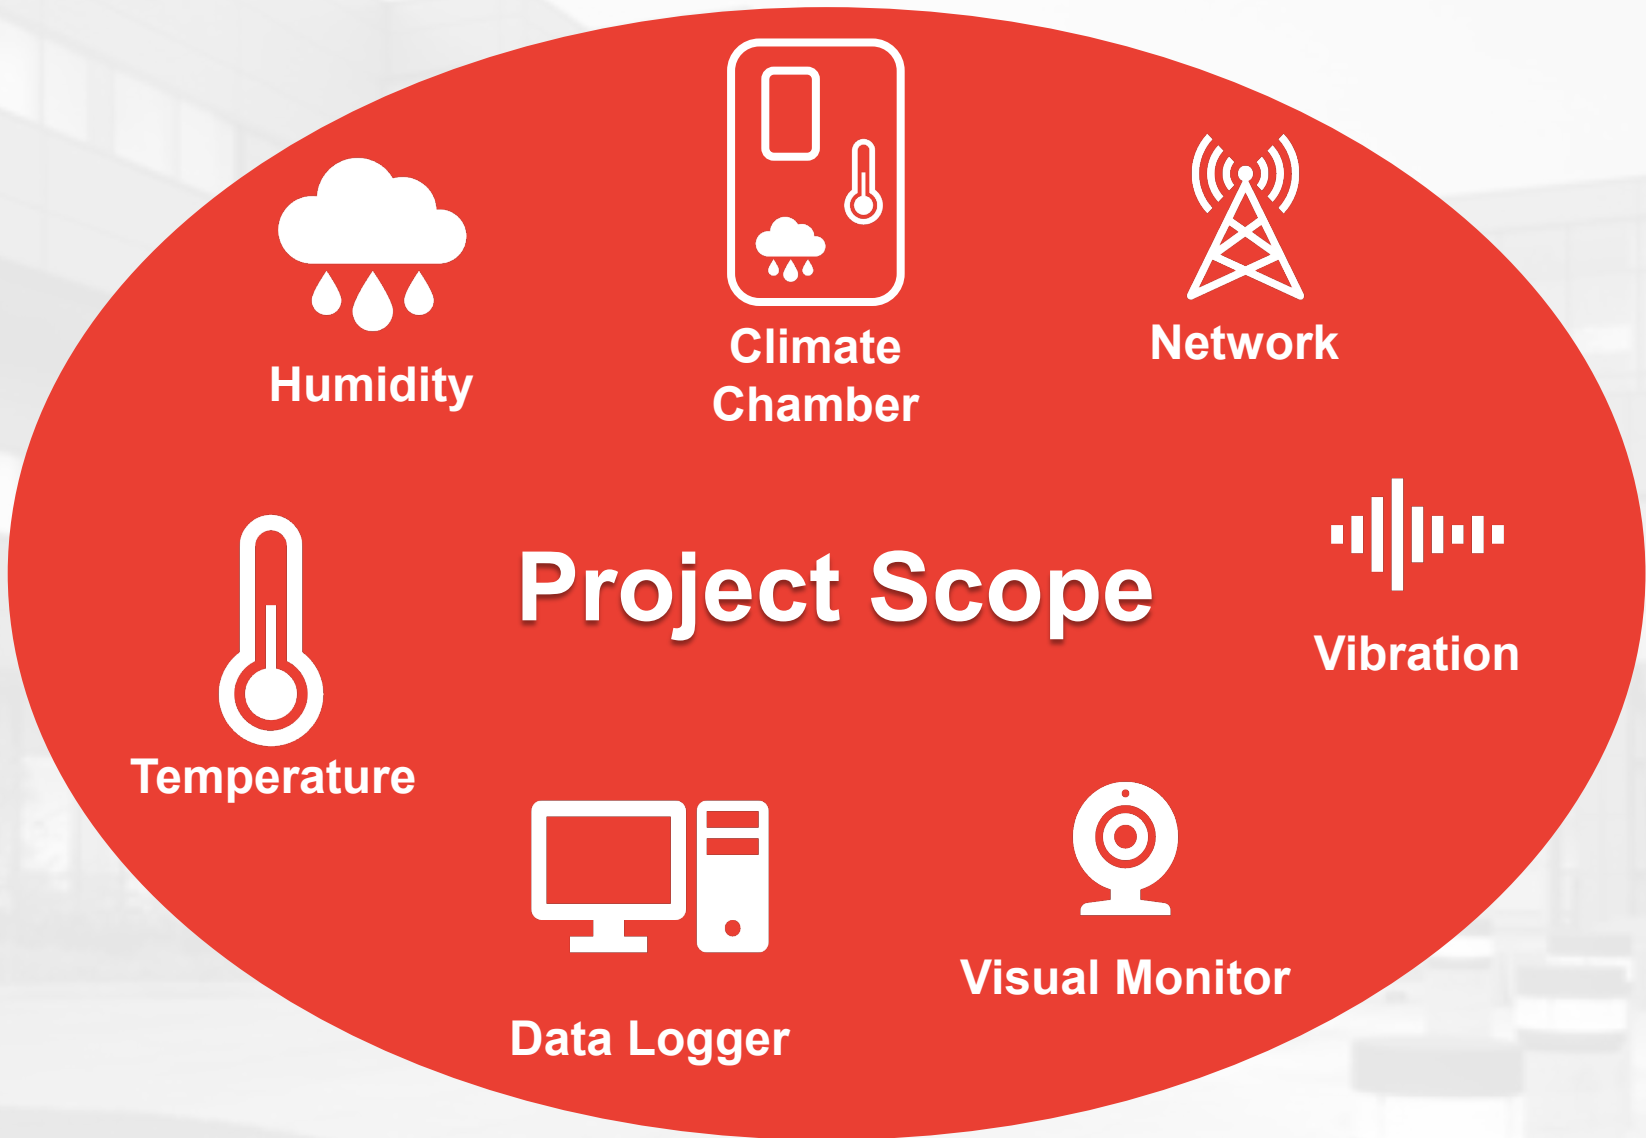 Climate
Chamber
Network
Humidity
Project Scope
Vibration
Temperature
Visual Monitor
Data Logger